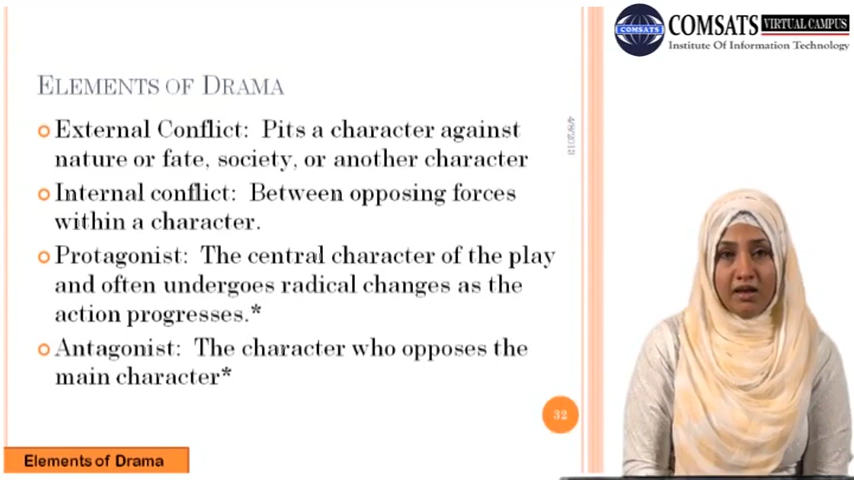 COMSATS VIRTUAL CAMPUS
Institute Of Information Technology
COMSATS
ELEMENTS OF DRAMA
External Conflict: Pits a character against
nature or fate, society, or another character
Internal conflict: Between opposing forces
within a character.
Protagonist: The central character of the play
and often undergoes radical changes as the
action progresses.*
Antagonist: The character who opposes the
main character*
32
Elements of Drama